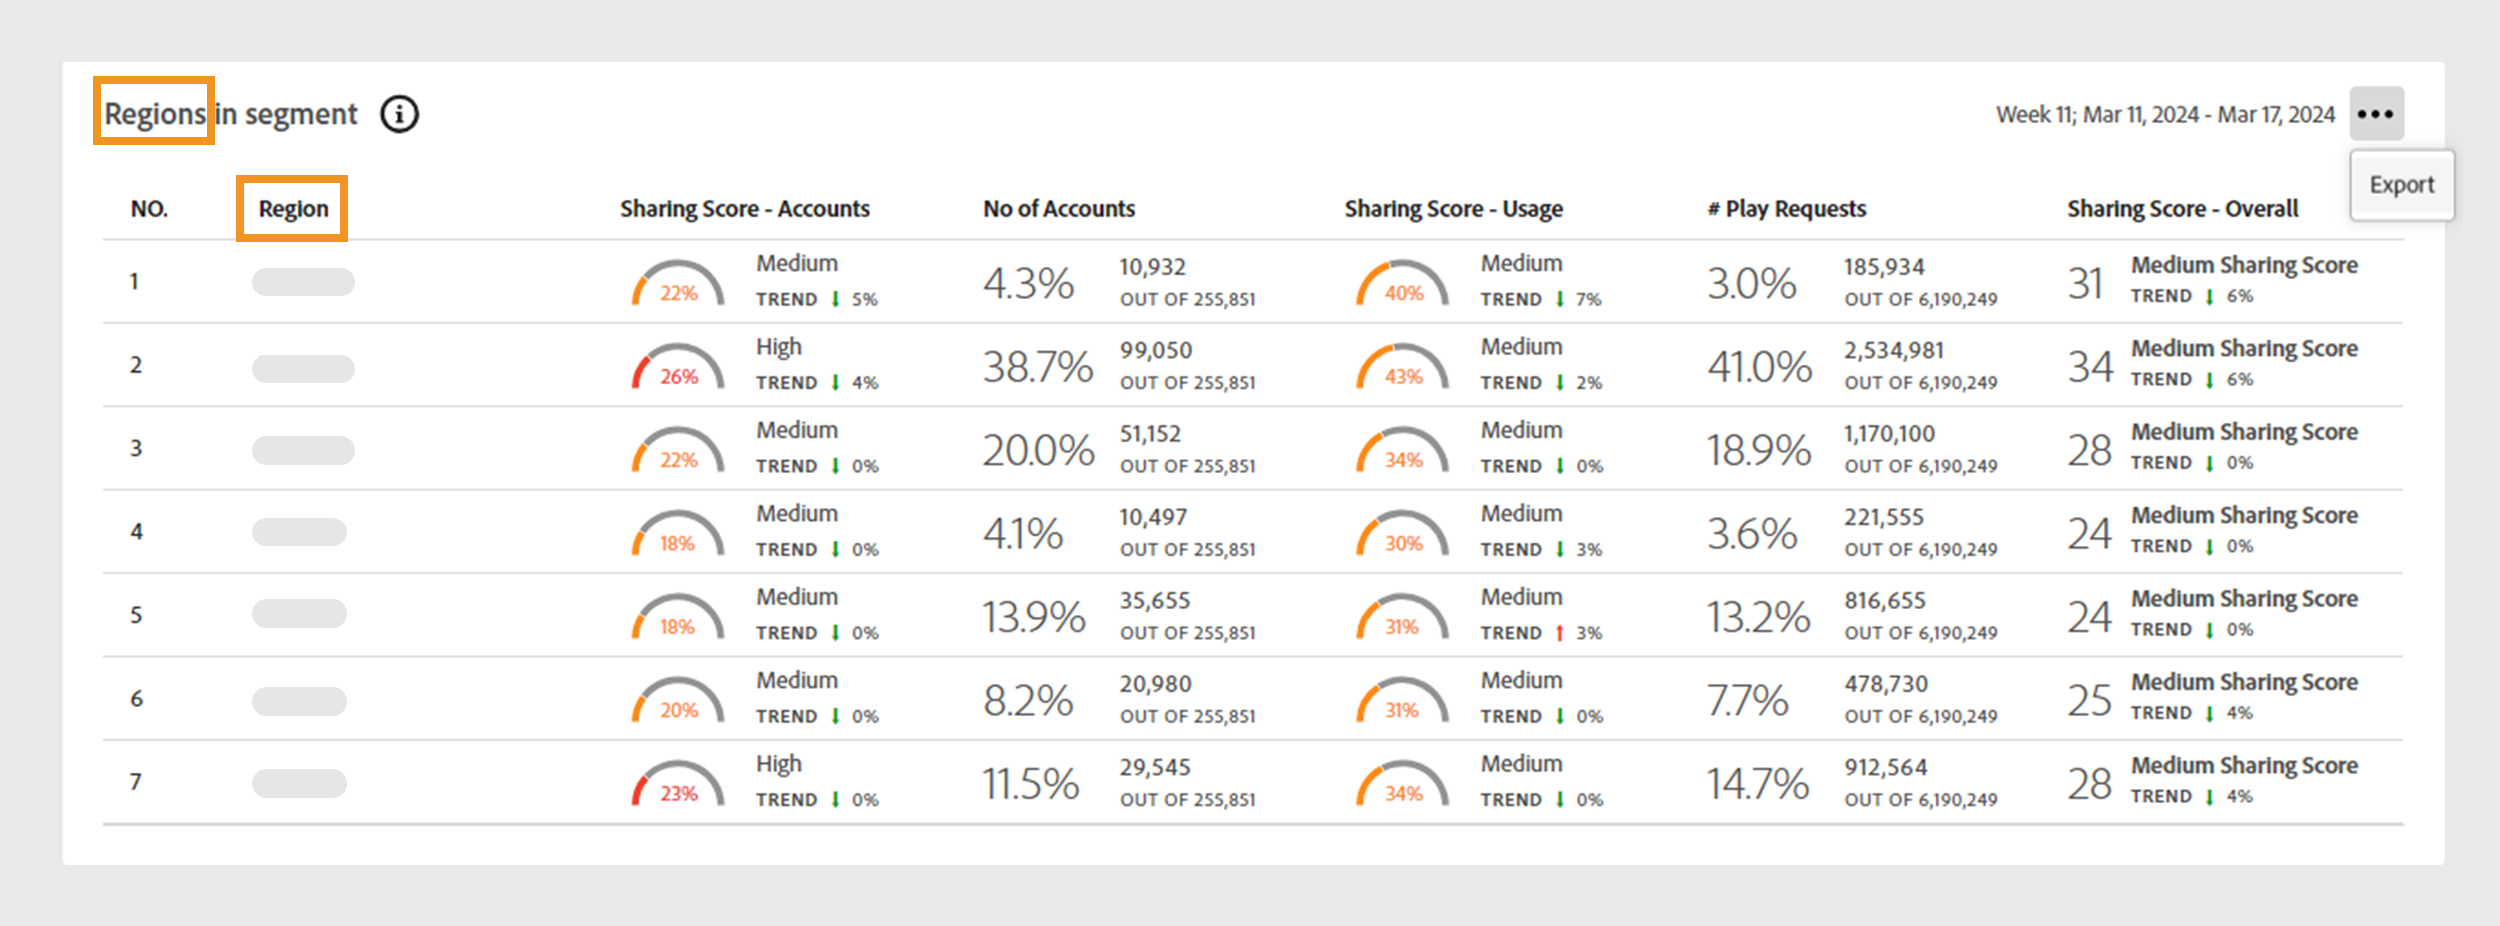 Regions in segment
Week 11; Mar 11, 2024 - Mar 17, 2024
Export
NO. Region Sharing Score - Accounts No of Accounts Sharing Score - Usage # Play Requests Sharing Score - Overall
1 22% Medium TREND ↓ 5% 4.3% 10,932 OUT OF 255,851 40% Medium TREND ↓ 7% 3.0% 185,934 OUT OF 6,190,249 31 Medium Sharing Score TREND ↓ 6%
2 26% High TREND ↓ 4% 38.7% 99,050 OUT OF 255,851 43% Medium TREND ↓ 2% 41.0% 2,534,981 OUT OF 6,190,249 34 Medium Sharing Score TREND ↓ 6%
3 22% Medium TREND ↓ 0% 20.0% 51,152 OUT OF 255,851 34% Medium TREND ↓ 0% 18.9% 1,170,100 OUT OF 6,190,249 28 Medium Sharing Score TREND ↓ 0%
4 18% Medium TREND ↓ 0% 4.1% 10,497 OUT OF 255,851 30% Medium TREND ↓ 3% 3.6% 221,555 OUT OF 6,190,249 24 Medium Sharing Score TREND ↓ 0%
5 18% Medium TREND ↓ 0% 13.9% 35,655 OUT OF 255,851 31% Medium TREND ↑ 3% 13.2% 816,655 OUT OF 6,190,249 24 Medium Sharing Score TREND ↓ 0%
6 20% Medium TREND ↓ 0% 8.2% 20,980 OUT OF 255,851 31% Medium TREND ↓ 0% 7.7% 478,730 OUT OF 6,190,249 25 Medium Sharing Score TREND ↓ 4%
7 23% High TREND ↓ 0% 11.5% 29,545 OUT OF 255,851 34% Medium TREND ↓ 0% 14.7% 912,564 OUT OF 6,190,249 28 Medium Sharing Score TREND ↓ 4%